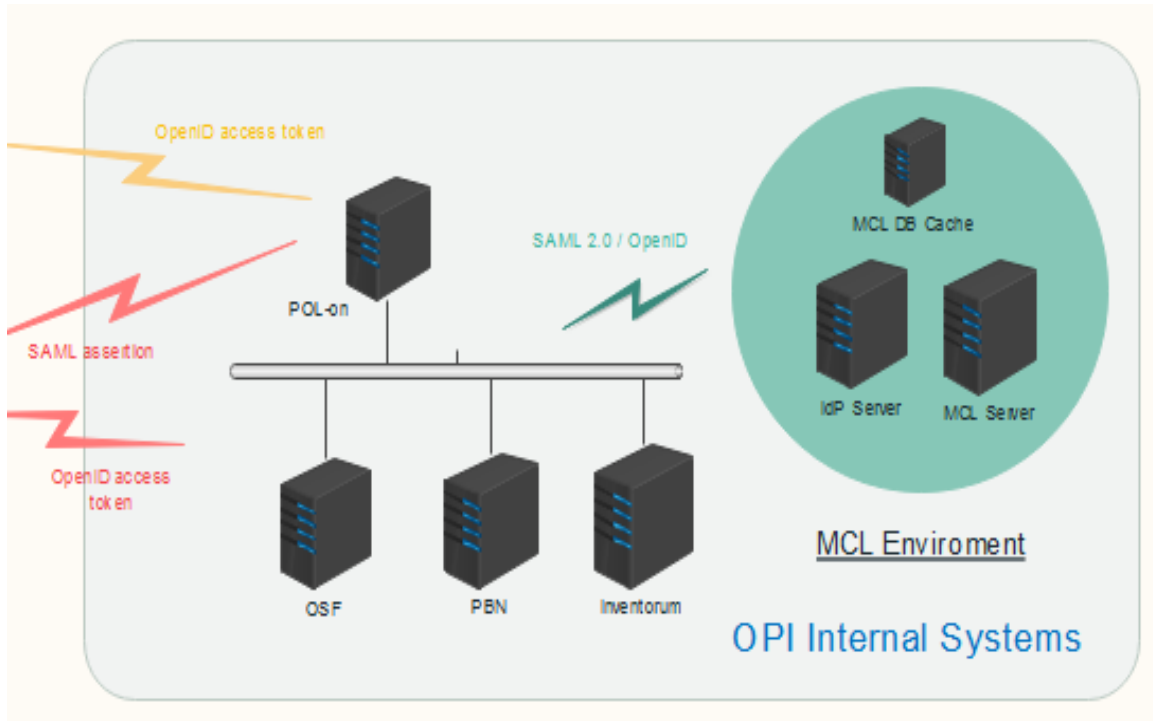 OpenID access token
MCL DB Cache
SAML 2.0 / OpenID
POL-on
SAML assertion
IdP Server
MCL Server
OpenID access
token
MCL Enviroment
OSF
PBN
Inventorum
OPI Internal Systems